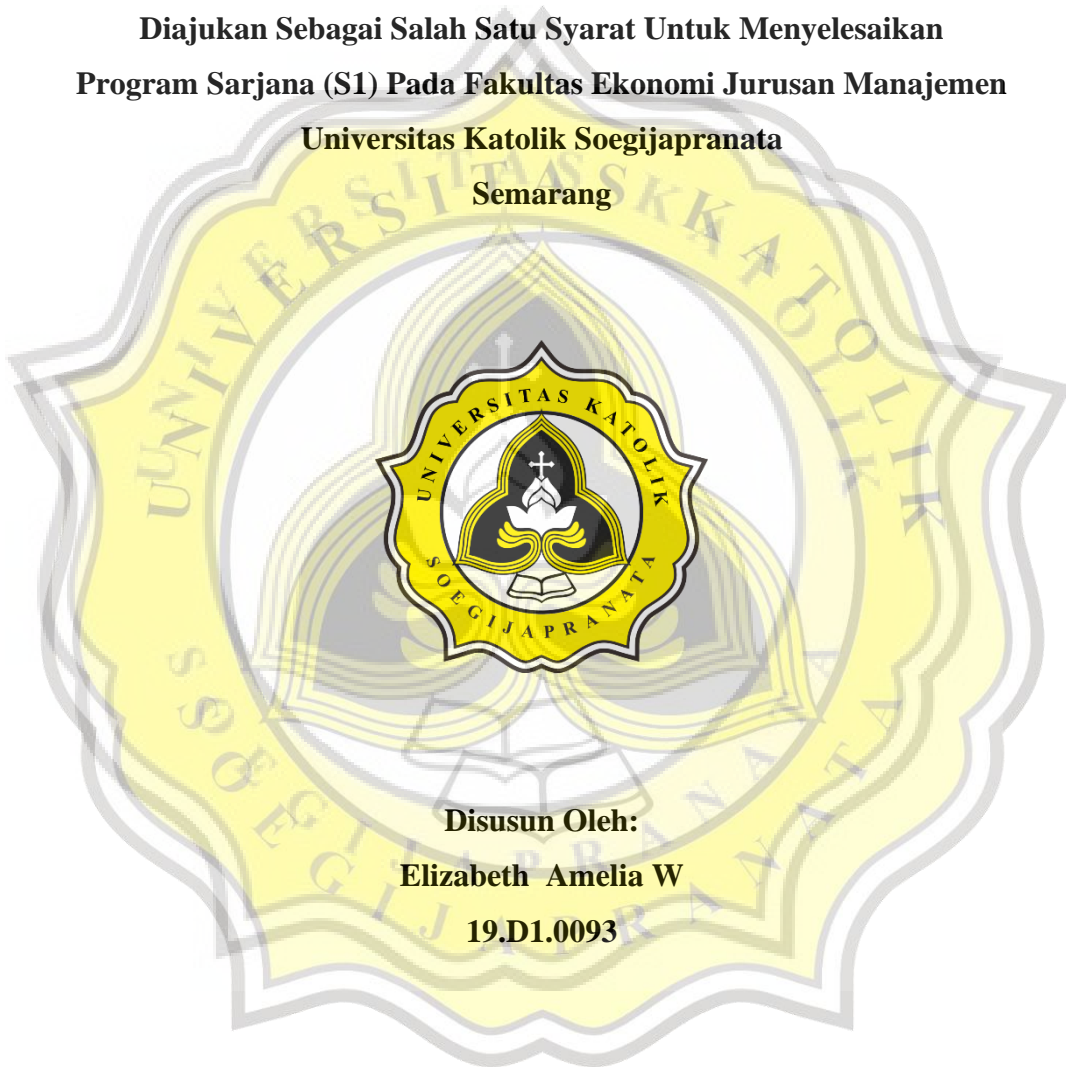 Diajukan Sebagai Salah Satu Syarat Untuk Menyelesaikan
Program Sarjana (S1) Pada Fakultas Ekonomi Jurusan Manajemen
Universitas Katolik Soegijapranata
Semarang
UNIVERSITAS KATOLIK
SOEGIJAPRANATA
Disusun Oleh:
Elizabeth Amelia W
19.D1.0093